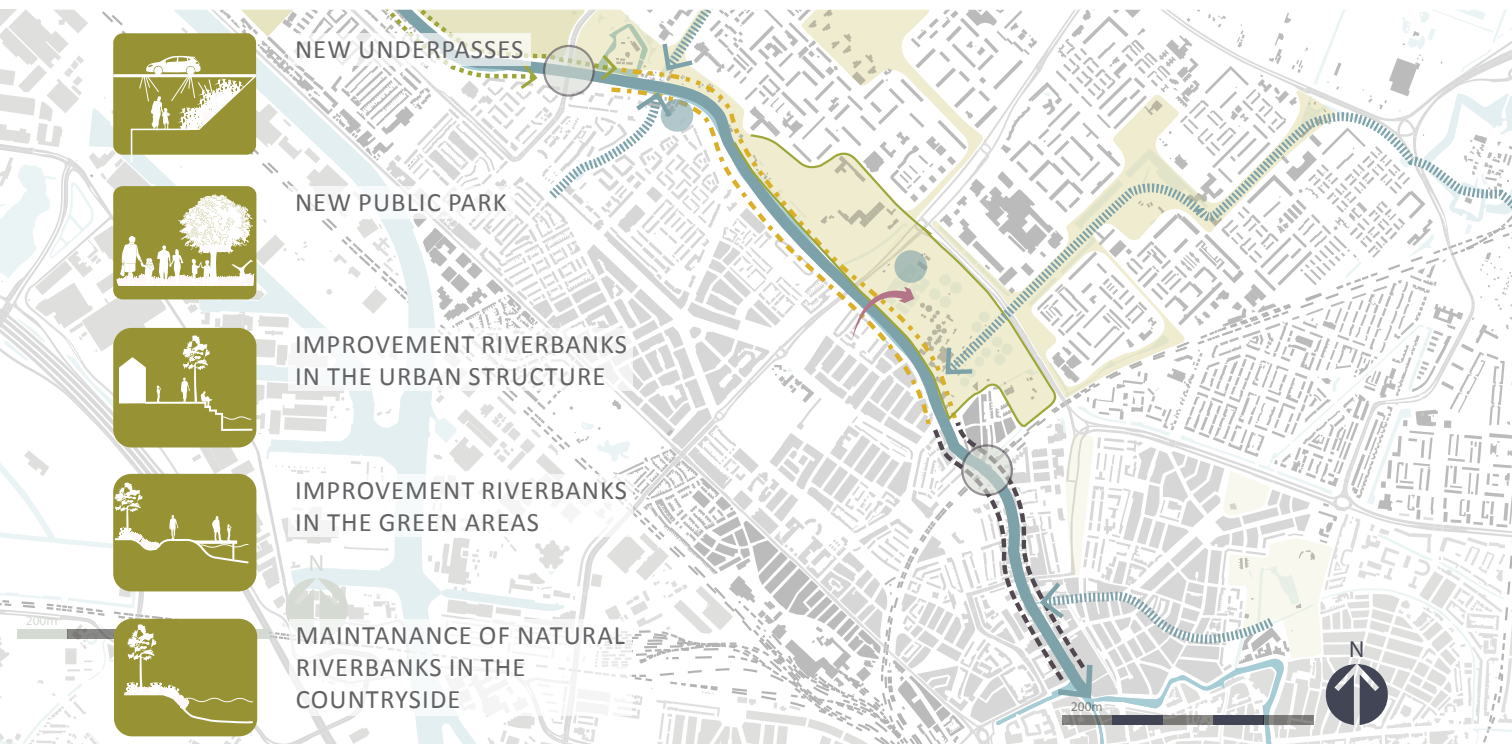 NEW UNDERPASSES
NEW PUBLIC PARK
IMPROVEMENT RIVERBANKS
IN THE URBAN STRUCTURE
IMPROVEMENT RIVERBANKS
IN THE GREEN AREAS
N
200m
MAINTANANCE OF NATURAL
RIVERBANKS IN THE
COUNTRYSIDE
N
200m